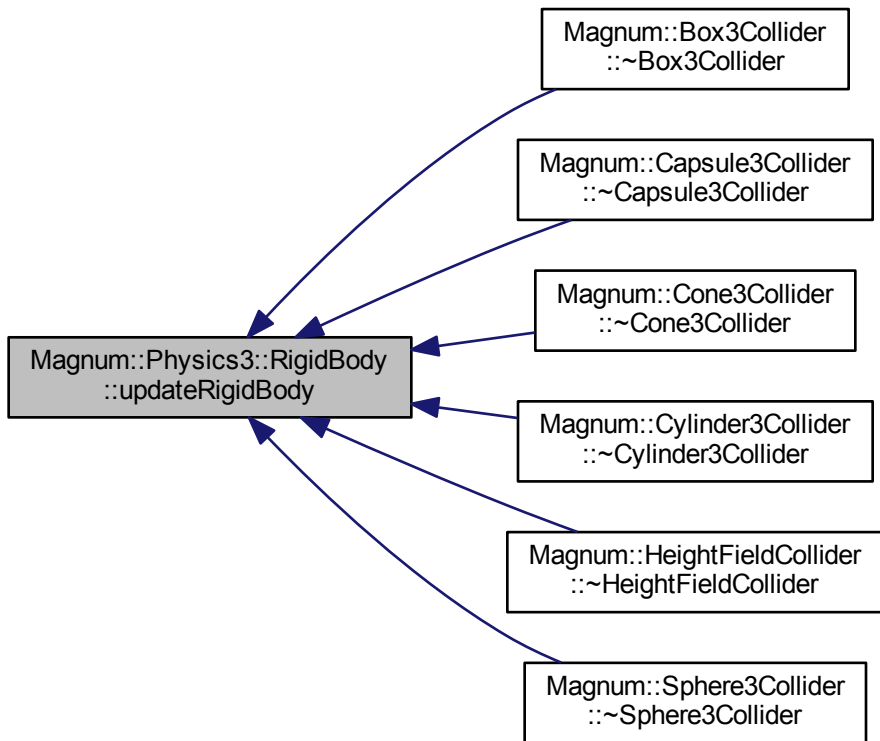 Magnum::Box3Collider
::~Box3Collider
Magnum::Capsule3Collider
::~Capsule3Collider
Magnum::Cone3Collider
::~Cone3Collider
Magnum::Physics3::RigidBody
::updateRigidBody
Magnum::Cylinder3Collider
::~Cylinder3Collider
Magnum::HeightFieldCollider
::~HeightFieldCollider
Magnum::Sphere3Collider
::~Sphere3Collider